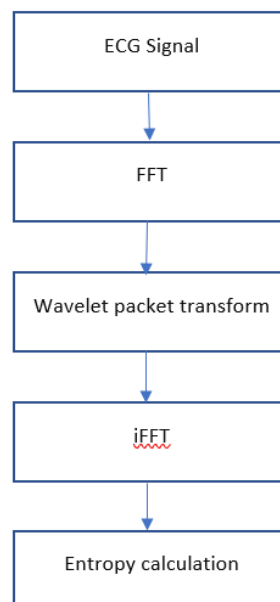 ECG Signal
FFT
Wavelet packet transform
iFFT
Entropy calculation